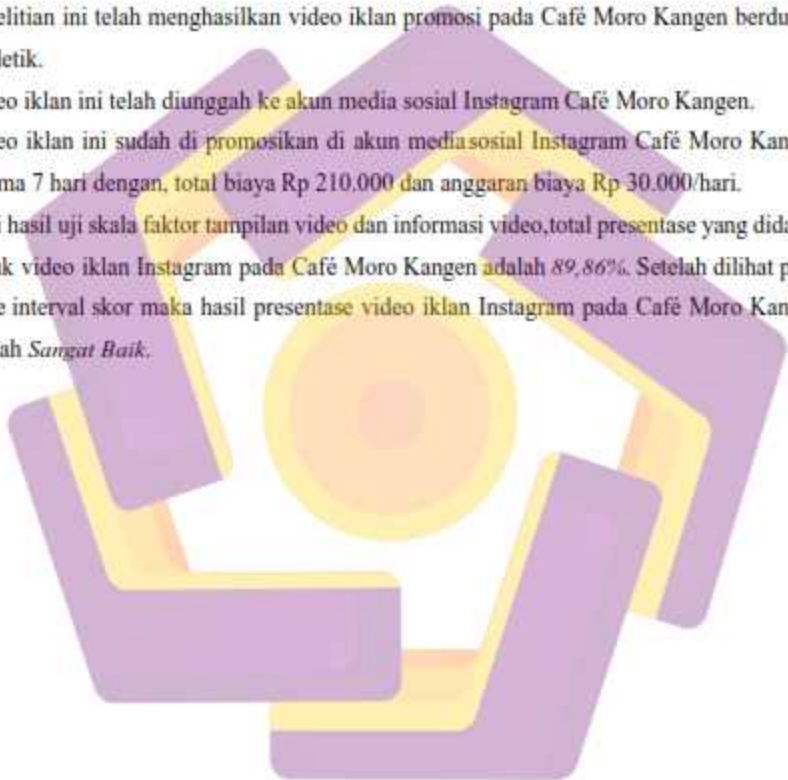 elitian ini telah menghasilkan video iklan promosi pada Café Moro Kangen berdu
letik.
eo iklan ini telah diunggah ke akun media sosial Instagram Café Moro Kangen.
eo iklan ini sudah di promosikan di akun mediasosial Instagram Café Moro Kan
ma 7 hari dengan, total biaya Rp 210.000 dan anggaran biaya Rp 30.000/hari.
i hasil uji skala faktor tampilan video dan informasi video,total presentase yang dida
uk video iklan Instagram pada Café Moro Kangen adalah 89,86%. Setelah dilihat p
e interval skor maka hasil presentase video iklan Instagram pada Café Moro Kan
lah Sangat Baik.